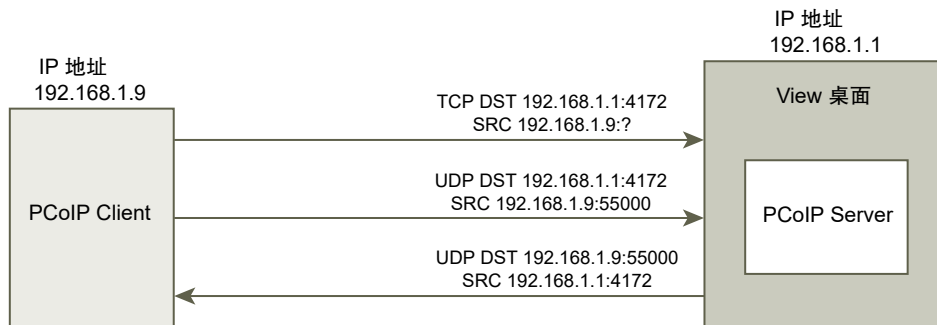 IP 地址
192.168.1.9
PCoIP Client
TCP DST 192.168.1.1:4172
SRC 192.168.1.9:?
UDP DST 192.168.1.1:4172
SRC 192.168.1.9:55000
UDP DST 192.168.1.9:55000
SRC 192.168.1.1:4172
IP 地址
192.168.1.1
View 桌面
PCoIP Server